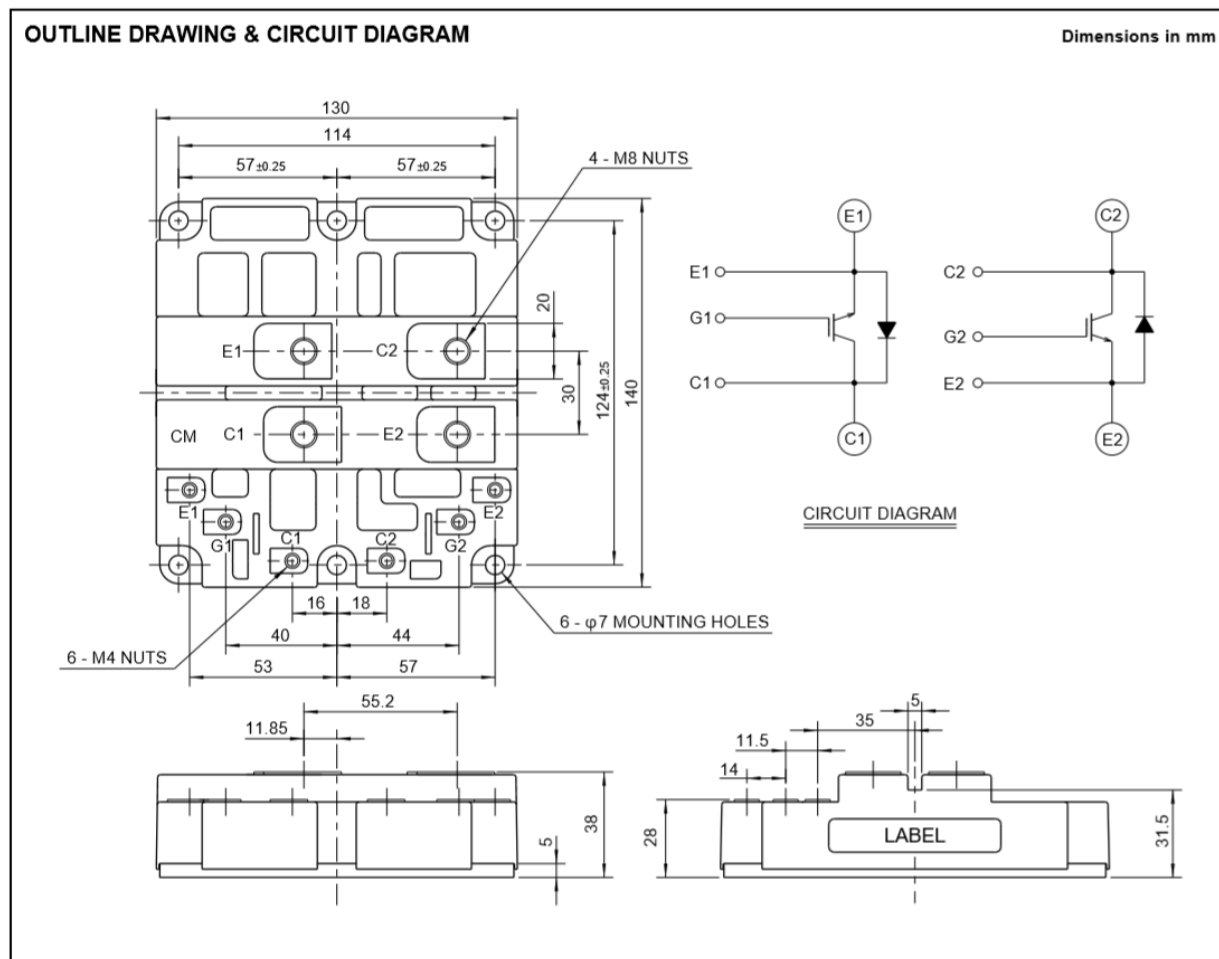 OUTLINE DRAWING & CIRCUIT DIAGRAM
Dimensions in mm
130
114
57±0.25
57±0.25
4 - M8 NUTS
E1
C2
20
30
124±0.25
140
CM
C1
E2
E1
E2
G1
C1
C2
G2
16
18
40
44
53
57
6 - M4 NUTS
6 - φ7 MOUNTING HOLES
E1
C2
E1
C2
G1
G2
C1
E2
C1
E2
CIRCUIT DIAGRAM
55.2
11.85
5
38
5
35
11.5
14
28
LABEL
31.5